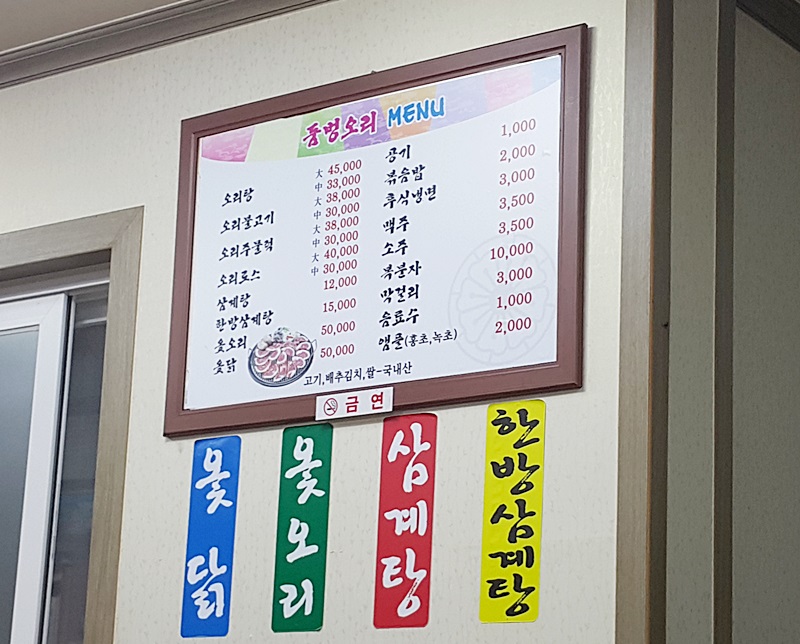 풍벙오리 MENU
오리탕 大 45,000
中 33,000
오리불고기 大 38,000
中 30,000
오리주물럭 大 38,000
中 30,000
오리로스 大 40,000
中 30,000
삼계탕 12,000
한방삼계탕 15,000
옻오리 50,000
옻닭 50,000
공기 1,000
볶음밥 2,000
후식냉면 3,000
맥주 3,500
소주 3,500
복분자 10,000
막걸리 3,000
음료수 1,000
앰플(홍초,녹초) 2,000
고기,배추김치,쌀-국내산
금연
옻닭
옻오리
삼계탕
한방삼계탕